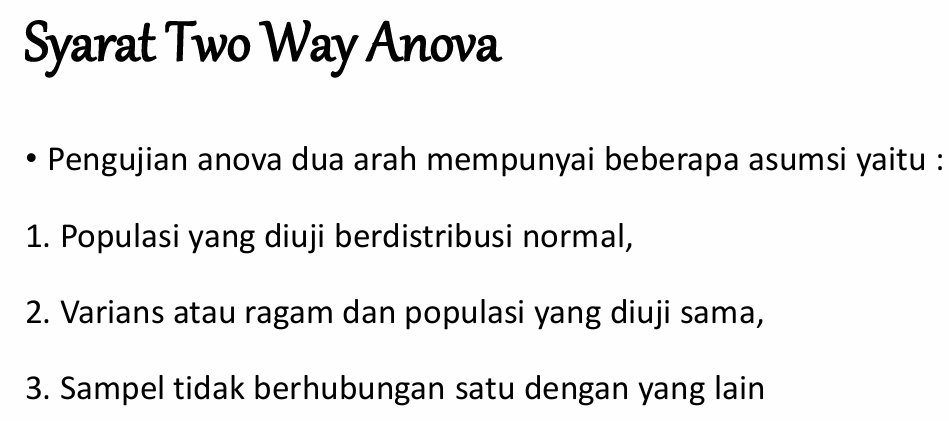 Syarat Two Way Anova
• Pengujian anova dua arah mempunyai beberapa asumsi yaitu :
1. Populasi yang diuji berdistribusi normal,
2. Varians atau ragam dan populasi yang diuji sama,
3. Sampel tidak berhubungan satu dengan yang lain